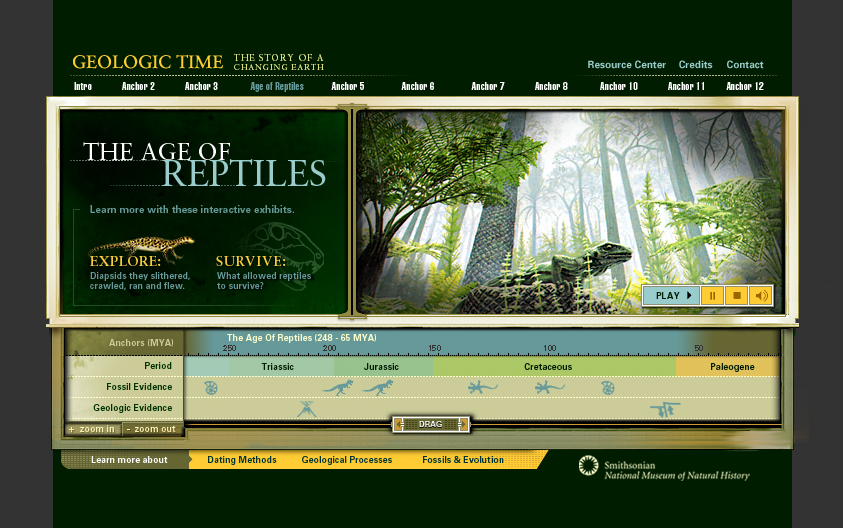 GEOLOGIC TIME THE STORY OF A
CHANGING EARTH
Resource Center Credits Contact
Intro Anchor 2 Anchor 3 Age of Reptiles Anchor 5 Anchor 6 Anchor 7 Anchor 8 Anchor 10 Anchor 11 Anchor 12
THE AGE OF
REPTILES
Learn more with these interactive exhibits.
EXPLORE:
Diapsids they slithered,
crawled, ran and flew.
SURVIVE:
What allowed reptiles
to survive?
PLAY
Anchors (MYA) The Age Of Reptiles (248 - 65 MYA)
250 200 150 100 50
Period Triassic Jurassic Cretaceous Paleogene
Fossil Evidence
Geologic Evidence
+ zoom in - zoom out DRAG
Learn more about Dating Methods Geological Processes Fossils & Evolution
Smithsonian
National Museum of Natural History